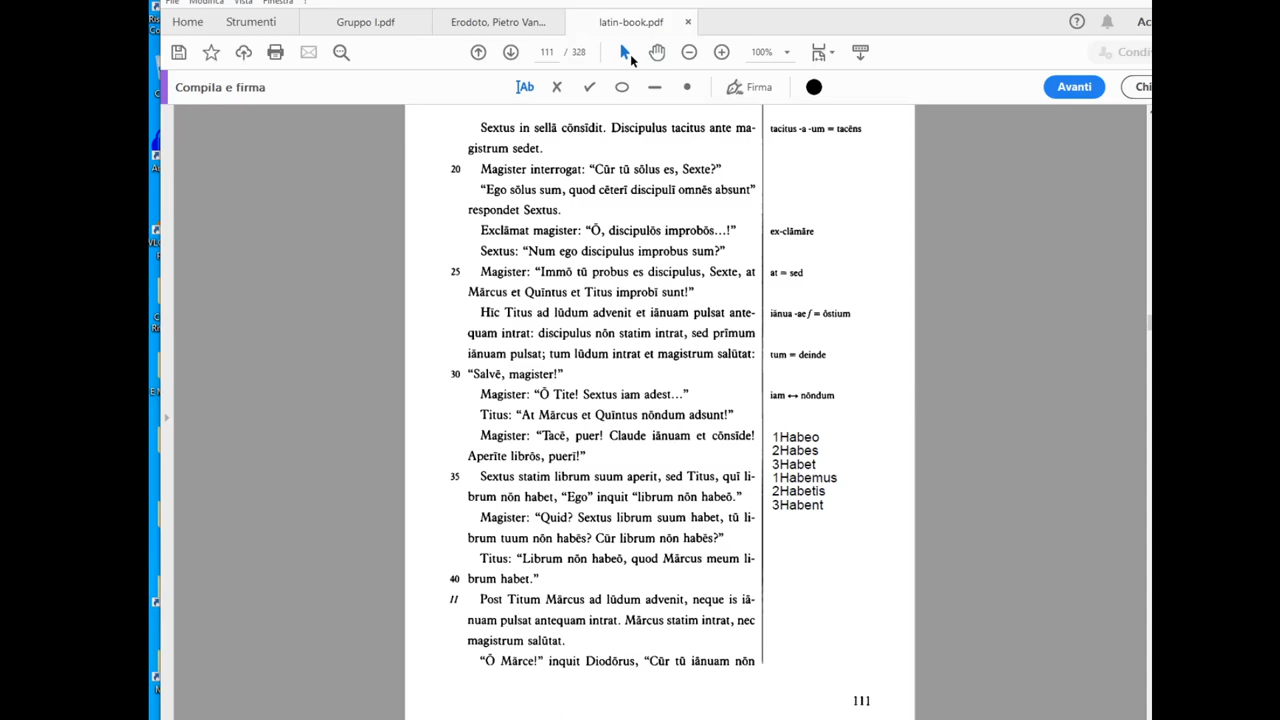 File Modifica Vista Finestra ?
Home Strumenti Gruppo I.pdf Erodoto, Pietro Van... latin-book.pdf ×
111 / 328 100%
Compila e firma Ab Firma Avanti
Sextus in sellā cōnsīdit. Discipulus tacitus ante ma-
tacitus -a -um = tacēns
gistrum sedet.
20 Magister interrogat: “Cūr tū sōlus es, Sexte?”
“Ego sōlus sum, quod cēterī discipulī omnēs absunt”
respondet Sextus.
Exclāmat magister: “Ō, discipulōs improbōs...!”
ex-clāmāre
Sextus: “Num ego discipulus improbus sum?”
25 Magister: “Immō tū probus es discipulus, Sexte, at
at = sed
Mārcus et Quīntus et Titus improbī sunt!”
Hīc Titus ad lūdum advenit et iānuam pulsat ante-
iānua -ae f = ōstium
quam intrat: discipulus nōn statim intrat, sed prīmum
iānuam pulsat; tum lūdum intrat et magistrum salūtat:
tum = deinde
30 “Salvē, magister!”
Magister: “Ō Tite! Sextus iam adest...”
iam ↔ nōndum
Titus: “At Mārcus et Quīntus nōndum adsunt!”
Magister: “Tacē, puer! Claude iānuam et cōnsīde!
Aperīte librōs, puerī!”
1Habeo
2Habes
3Habet
1Habemus
2Habetis
3Habent
35 Sextus statim librum suum aperit, sed Titus, quī li-
brum nōn habet, “Ego” inquit “librum nōn habeō.”
Magister: “Quid? Sextus librum suum habet, tū li-
brum tuum nōn habēs? Cūr librum nōn habēs?”
Titus: “Librum nōn habeō, quod Mārcus meum li-
40 brum habet.”
11 Post Titum Mārcus ad lūdum advenit, neque is iā-
nuam pulsat antequam intrat. Mārcus statim intrat, nec
magistrum salūtat.
“Ō Mārce!” inquit Diodōrus, “Cūr tū iānuam nōn
111